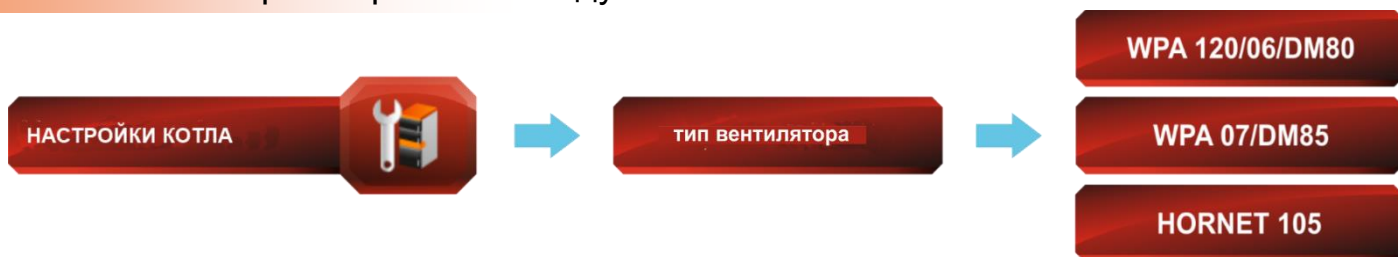 НАСТРОЙКИ КОТЛА
тип вентилятора
WPA 120/06/DM80
WPA 07/DM85
HORNET 105